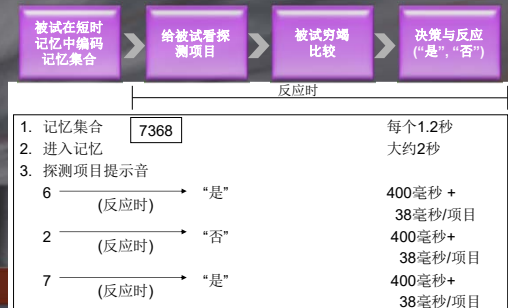 被试在短时
记忆中编码
记忆集合
给被试看探
测项目
被试穷竭
比较
决策与反应
(“是”, “否”)
反应时
1. 记忆集合 7368 每个1.2秒
2. 进入记忆 大约2秒
3. 探测项目提示音
6 “是” 400毫秒 +
(反应时) 38毫秒/项目
2 “否” 400毫秒+
(反应时) 38毫秒/项目
7 “是” 400毫秒+
(反应时) 38毫秒/项目